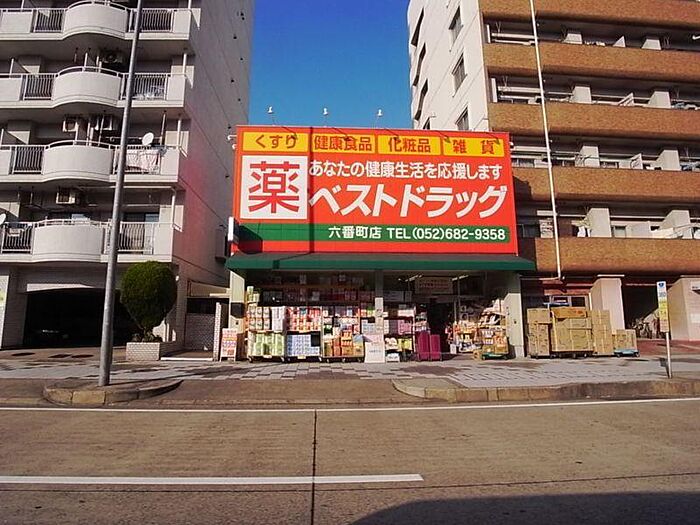 くすり 健康食品 化粧品 雑貨
薬
あなたの健康生活を応援します
ベストドラッグ
六番町店 TEL(052)682-9358